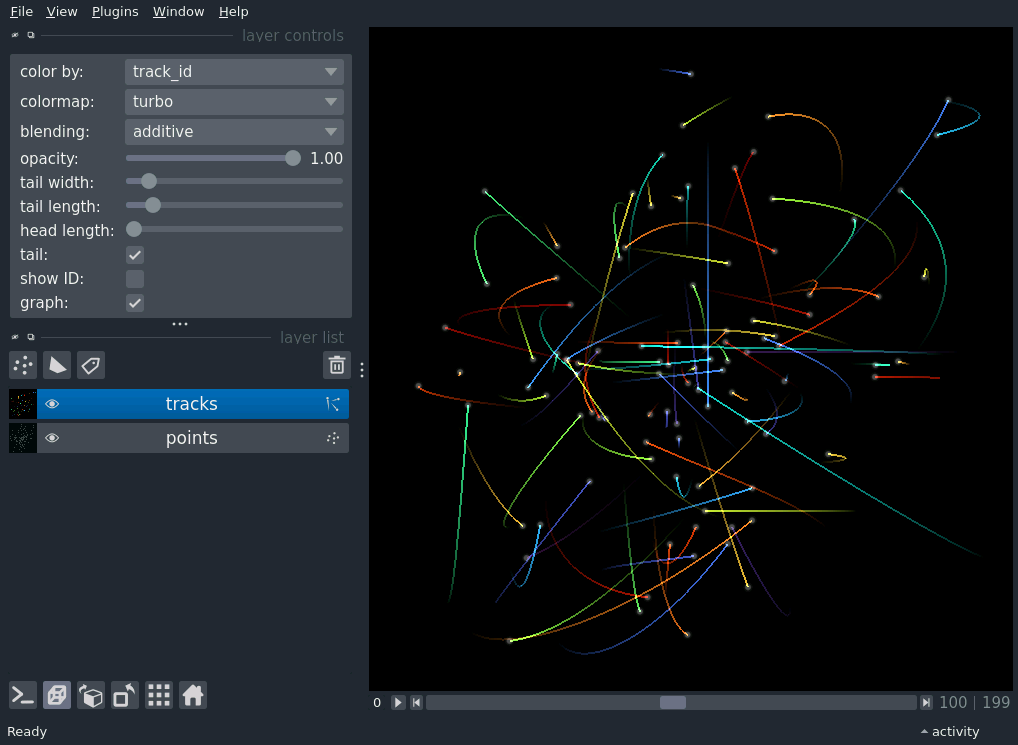 File View Plugins Window Help
layer controls
color by: track_id
colormap: turbo
blending: additive
opacity: 1.00
tail width:
tail length:
head length:
tail:
show ID:
graph:
layer list
tracks
points
0 100 | 199
Ready activity